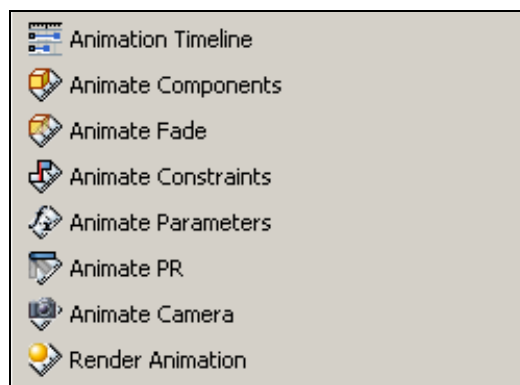 Animation Timeline
Animate Components
Animate Fade
Animate Constraints
Animate Parameters
Animate PR
Animate Camera
Render Animation